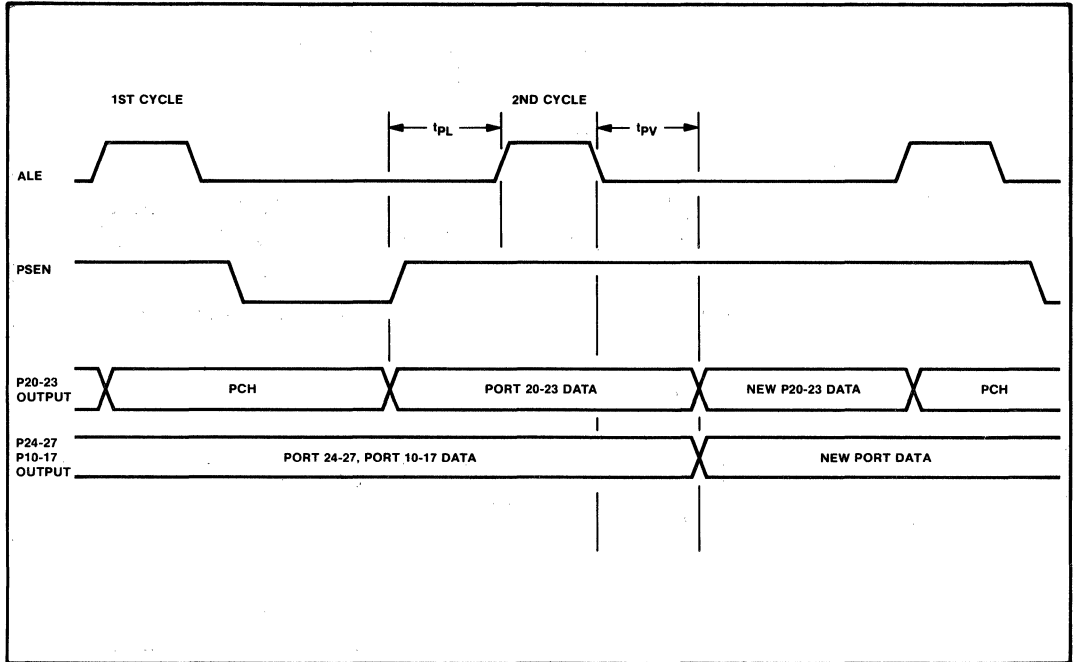 1ST CYCLE
2ND CYCLE
tPL
tPV
ALE
PSEN
P20-23
OUTPUT
PCH
PORT 20-23 DATA
NEW P20-23 DATA
PCH
P24-27
P10-17
OUTPUT
PORT 24-27, PORT 10-17 DATA
NEW PORT DATA